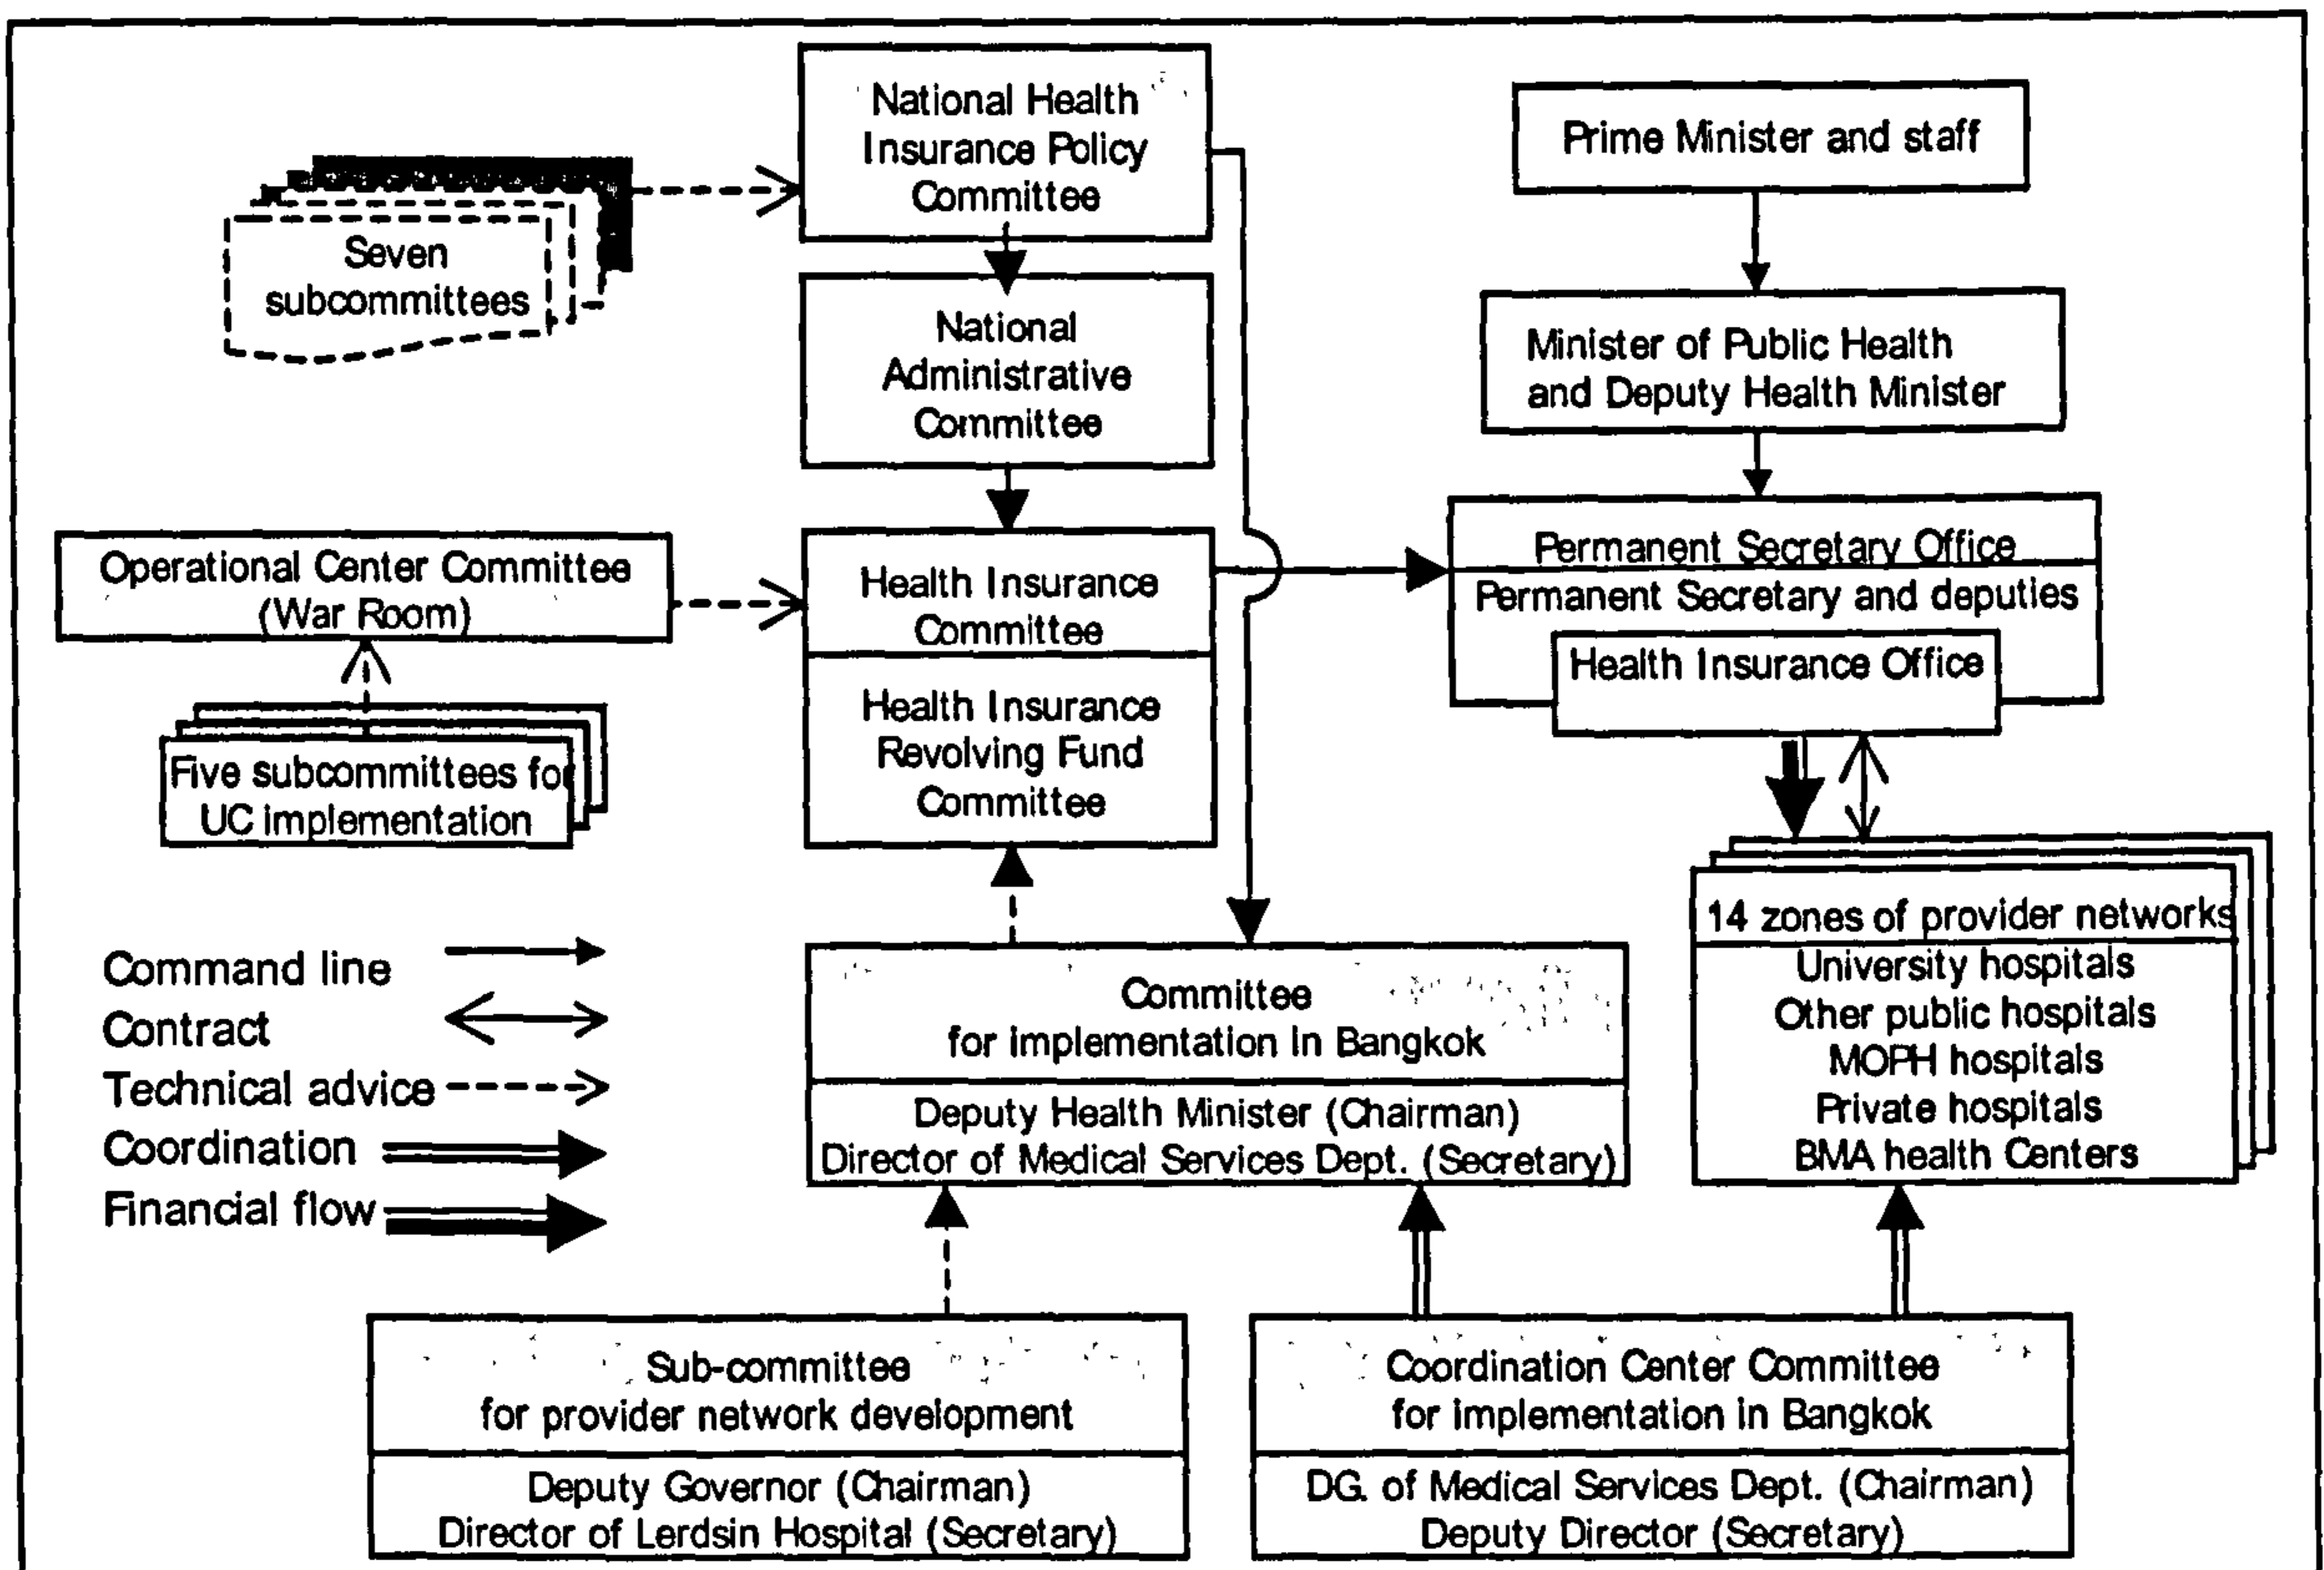 National Health
Insurance Policy
Committee
Prime Minister and staff
Seven
subcommittees
National
Administrative
Committee
Minister of Public Health
and Deputy Health Minister
Operational Center Committee
(War Room)
Health Insurance
Committee
Permanent Secretary Office
Permanent Secretary and deputies
Health Insurance Office
Five subcommittees for
UC implementation
Health Insurance
Revolving Fund
Committee
14 zones of provider networks
University hospitals
Other public hospitals
MOPH hospitals
Private hospitals
BMA health Centers
Command line
Contract
Technical advice
Coordination
Financial flow
Committee
for implementation in Bangkok
Deputy Health Minister (Chairman)
Director of Medical Services Dept. (Secretary)
Sub-committee
for provider network development
Deputy Governor (Chairman)
Director of Lerdsin Hospital (Secretary)
Coordination Center Committee
for implementation in Bangkok
DG. of Medical Services Dept. (Chairman)
Deputy Director (Secretary)